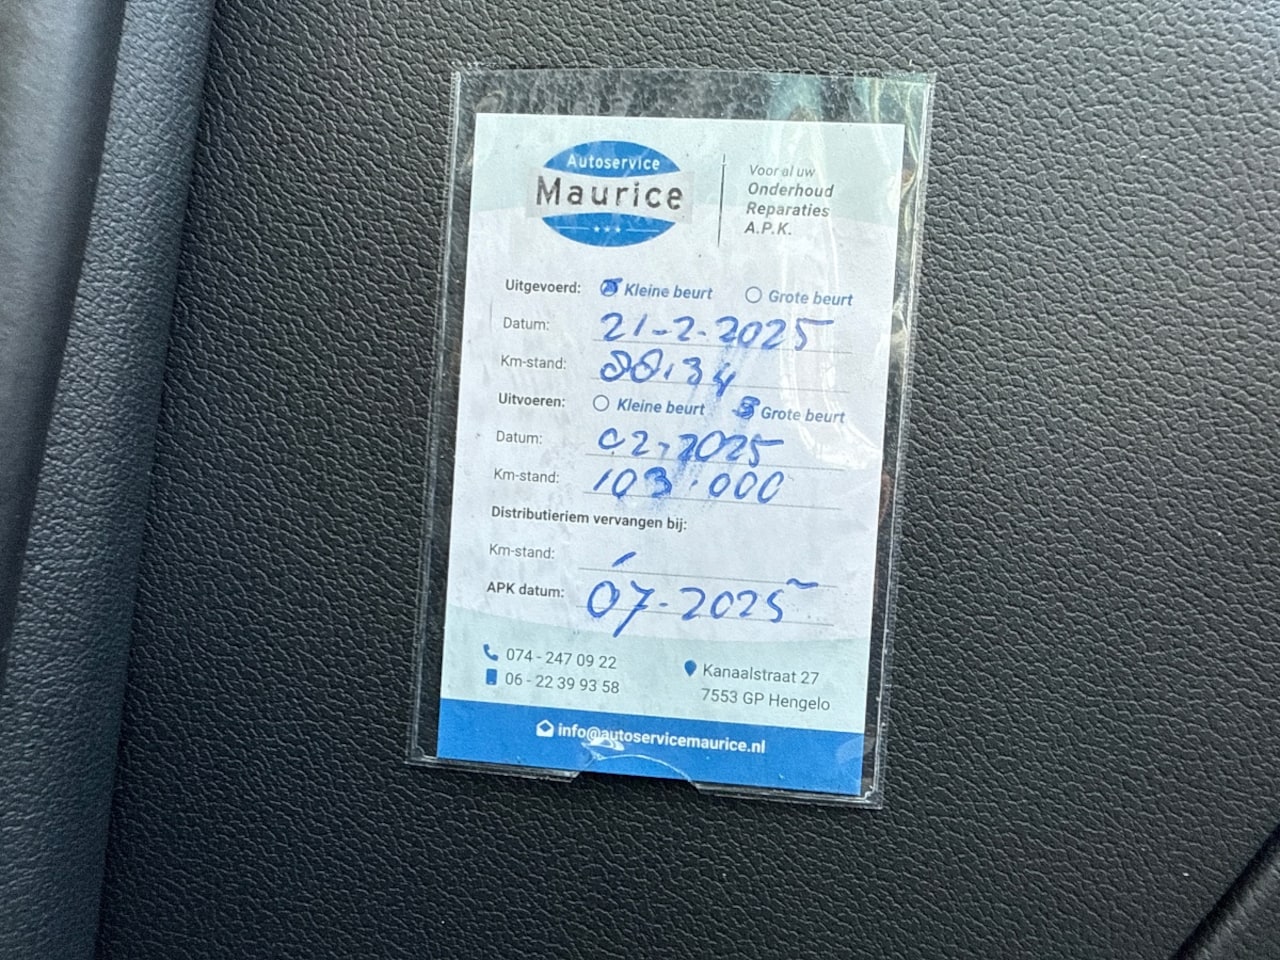 Autoservice
Maurice
Voor al uw
Onderhoud
Reparaties
A.P.K.
Uitgevoerd: Kleine beurt Grote beurt
Datum: 21-2-2025
Km-stand:
Uitvoeren: Kleine beurt Grote beurt
Datum: 02-2025
Km-stand: 103.000
Distributieriem vervangen bij:
Km-stand:
APK datum: 07-2025
074 - 247 09 22
06 - 22 39 93 58
Kanaalstraat 27
7553 GP Hengelo
info@autoservicemaurice.nl